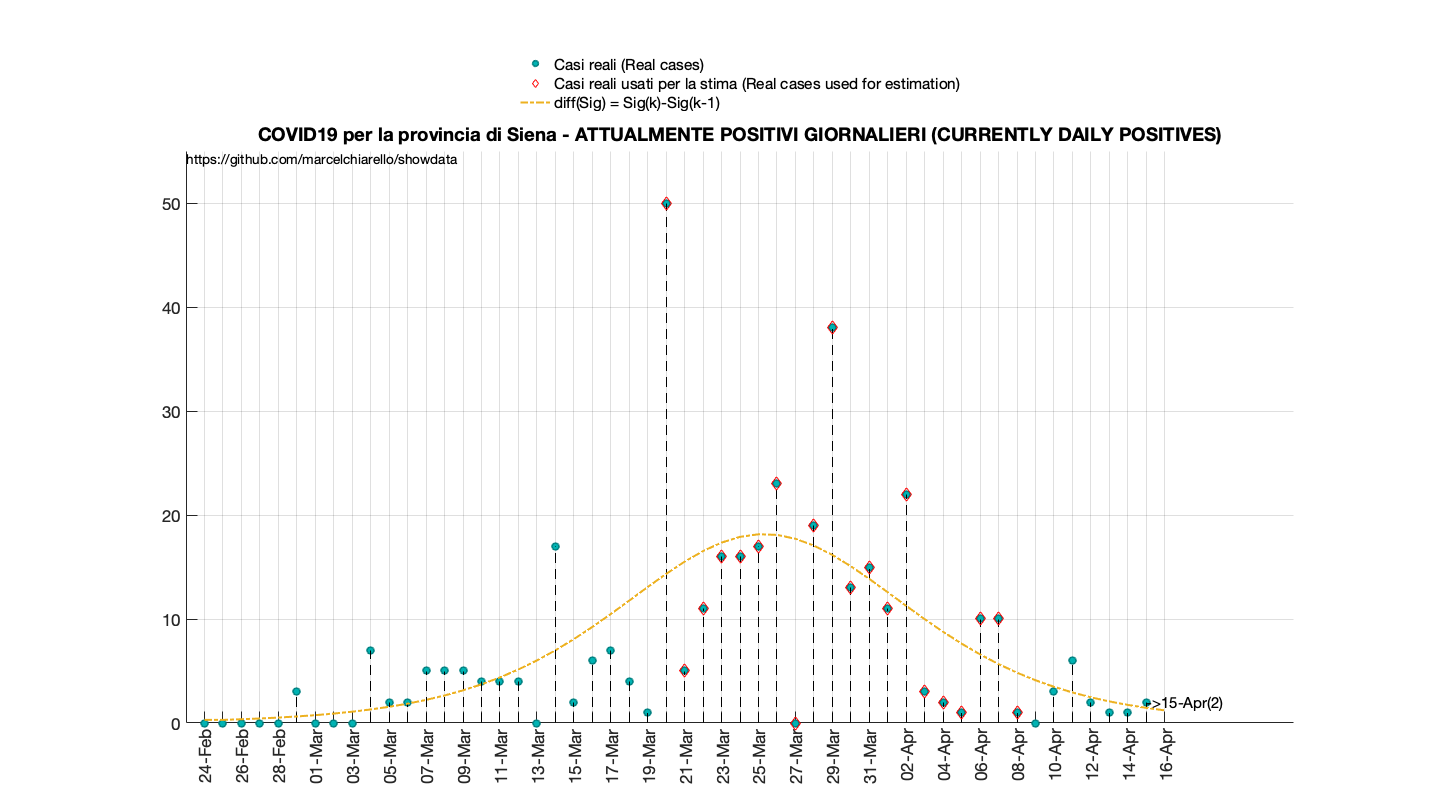 Casi reali (Real cases)
Casi reali usati per la stima (Real cases used for estimation)
diff(Sig) = Sig(k)-Sig(k-1)
COVID19 per la provincia di Siena - ATTUALMENTE POSITIVI GIORNALIERI (CURRENTLY DAILY POSITIVES)
https://github.com/marcelchiarello/showdata
50
40
30
20
10
0
>15-Apr(2)
24-Feb
26-Feb
28-Feb
01-Mar
03-Mar
05-Mar
07-Mar
09-Mar
11-Mar
13-Mar
15-Mar
17-Mar
19-Mar
21-Mar
23-Mar
25-Mar
27-Mar
29-Mar
31-Mar
02-Apr
04-Apr
06-Apr
08-Apr
10-Apr
12-Apr
14-Apr
16-Apr